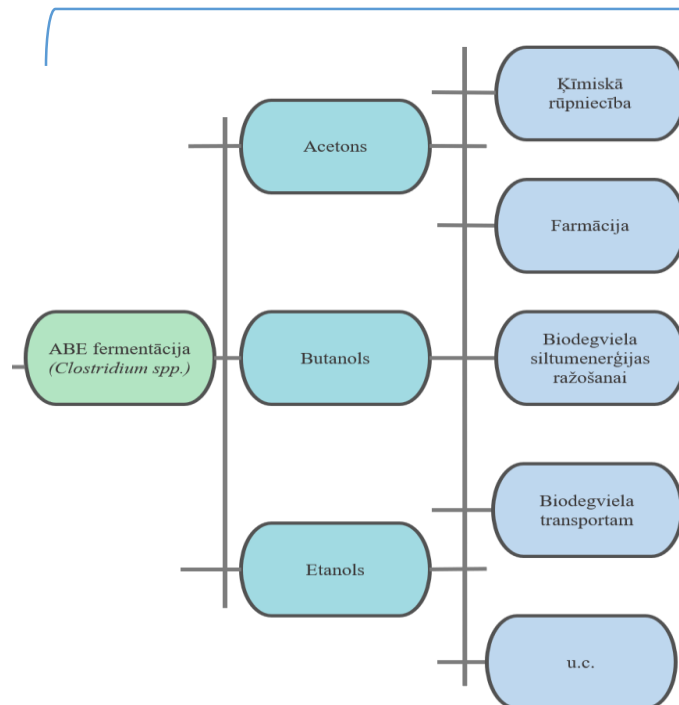 Ķīmiskā
rūpniecība
Acetons
Farmācija
ABE fermentācija
(Clostridium spp.)
Butanols
Biodegviela
siltumenerģijas
ražošanai
Biodegviela
transportam
Etanols
u.c.